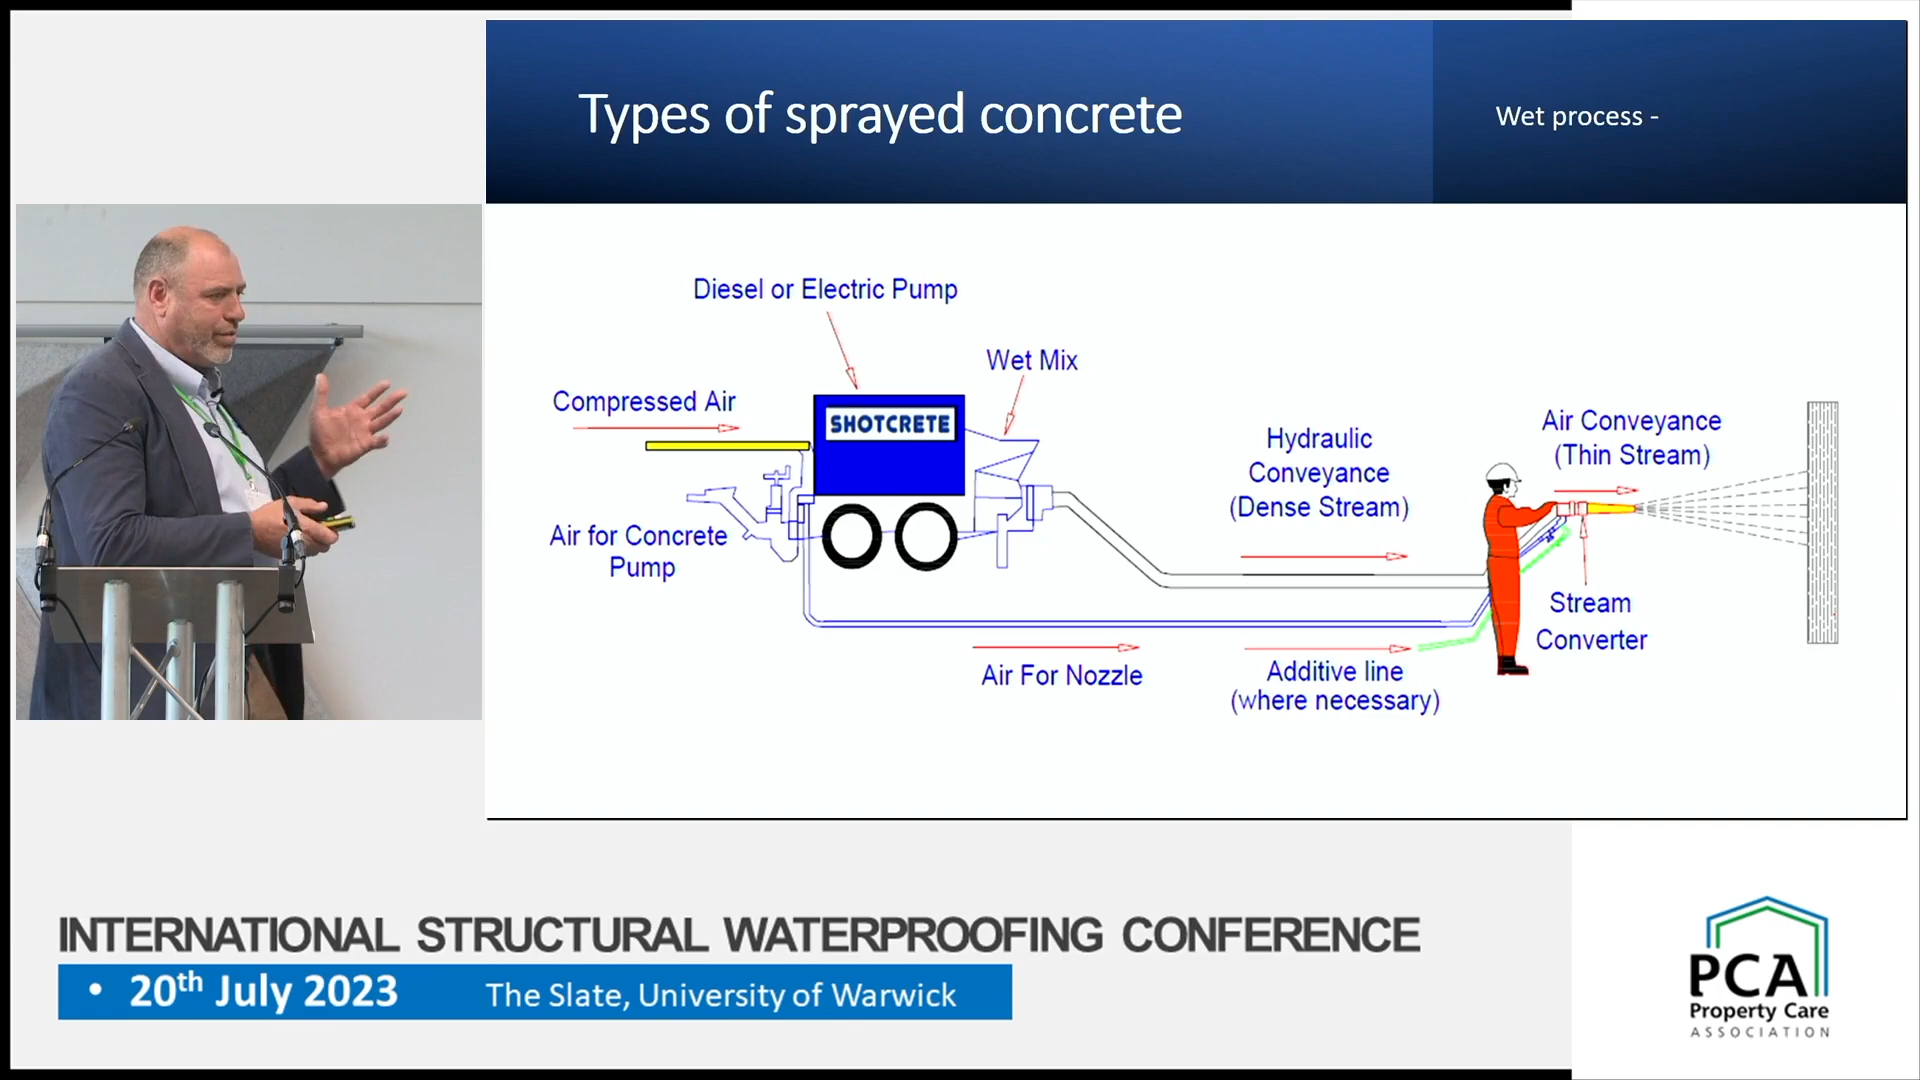 Types of sprayed concrete
Wet process -
Diesel or Electric Pump
Wet Mix
Compressed Air
SHOTCRETE
Air for Concrete
Pump
Hydraulic
Conveyance
(Dense Stream)
Air Conveyance
(Thin Stream)
Stream
Converter
Air For Nozzle
Additive line
(where necessary)
INTERNATIONAL STRUCTURAL WATERPROOFING CONFERENCE
• 20th July 2023
The Slate, University of Warwick
PCA
Property Care
ASSOCIATION